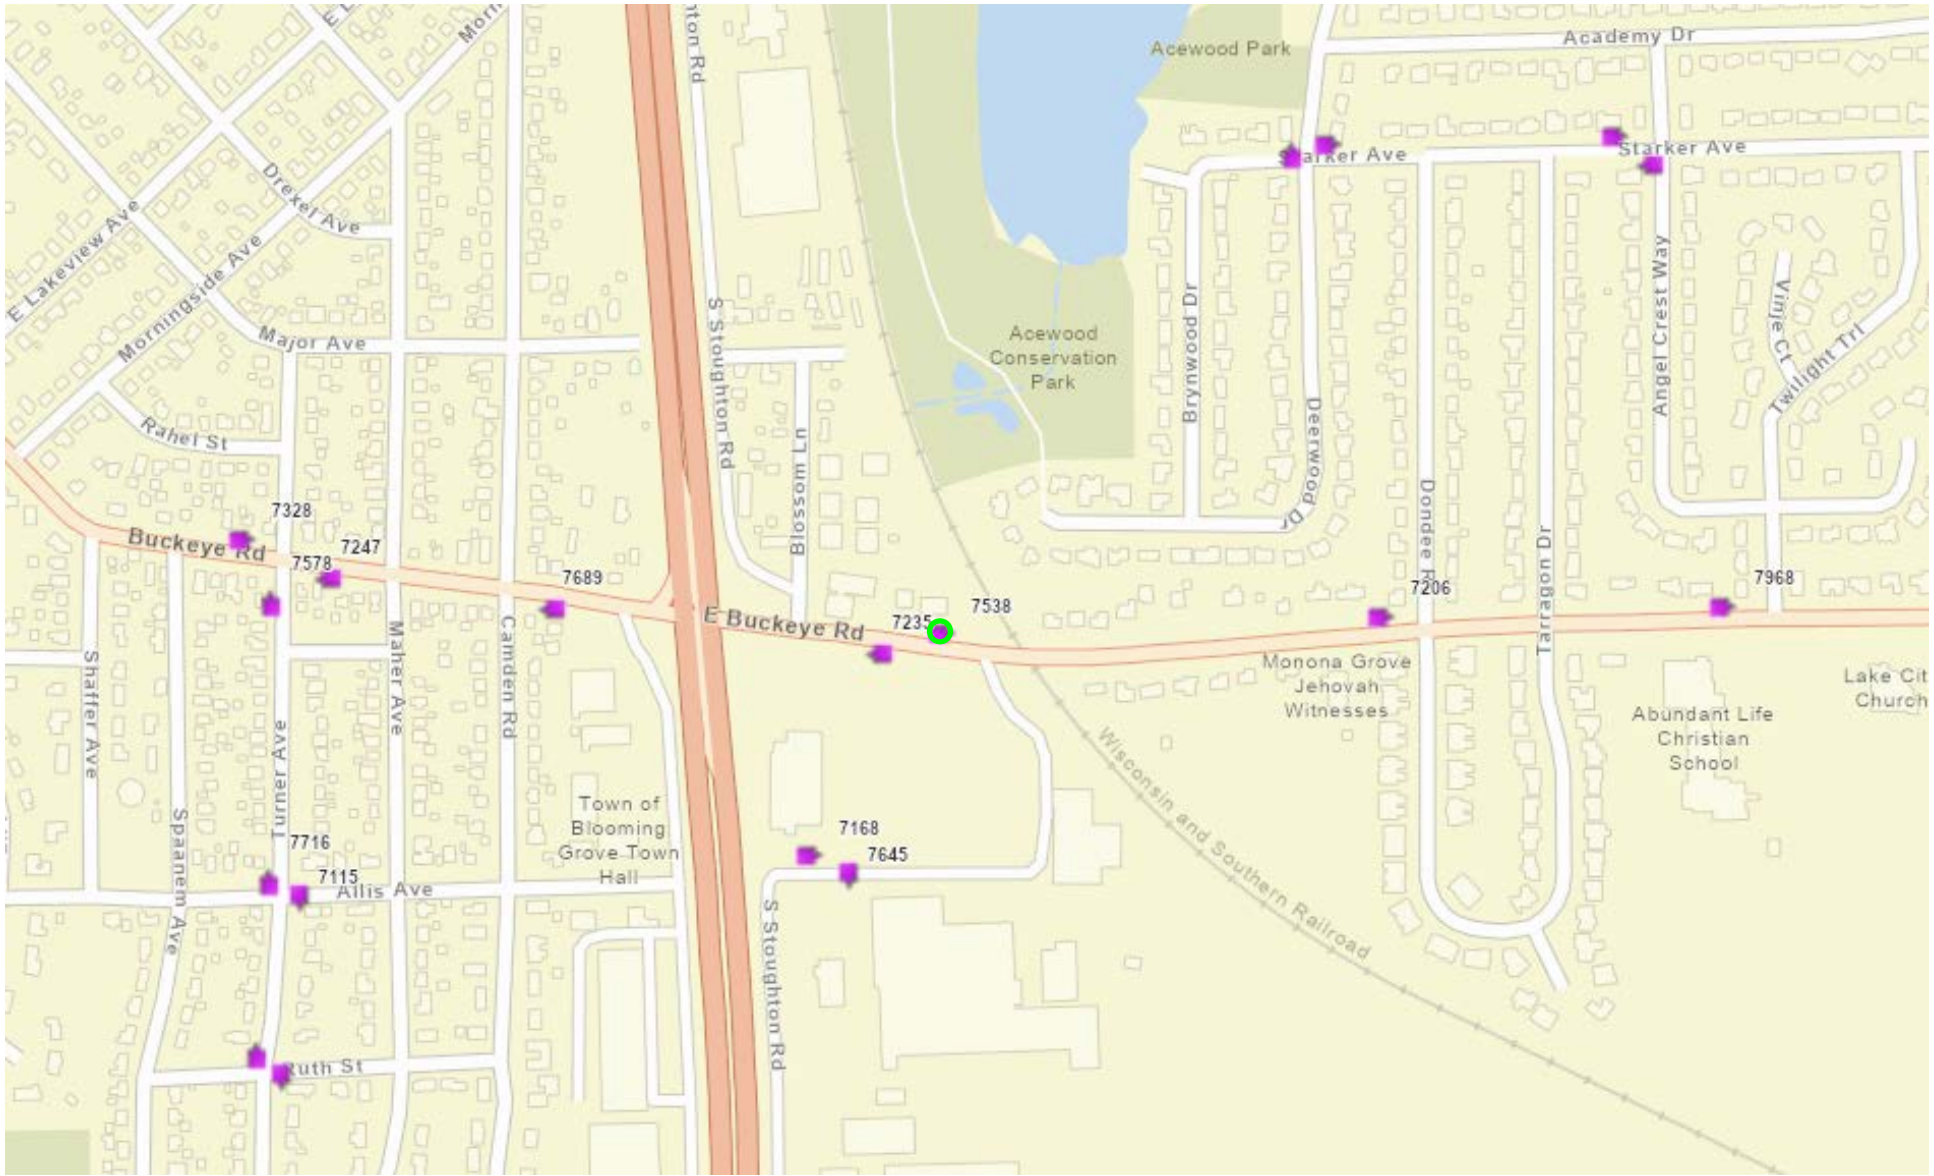 E L
Morn
nton Rd
Acewood Park
Academy Dr
Starker Ave
Starker Ave
Drexel Ave
E Lakeview Ave
Morningside Ave
Major Ave
S Stoughton Rd
Acewood
Conservation
Park
Brynwood Dr
Deerwood Dr
Angel Crest Way
Vinje Ct
Twilight Trl
Rahel St
Blossom Ln
Dondee R
Tarragon Dr
7328
Buckeye Rd
7247
7578
7689
7206
7968
7538
7235
E Buckeye Rd
Shaffer Ave
Maher Ave
Camden Rd
Turner Ave
Spaanem Ave
Monona Grove
Jehovah
Witnesses
Lake Cit
Church
Abundant Life
Christian
School
Wisconsin and Southern Railroad
Town of
Blooming
Grove Town
Hall
7168
7645
7716
7115
Allis Ave
S Stoughton Rd
Ruth St